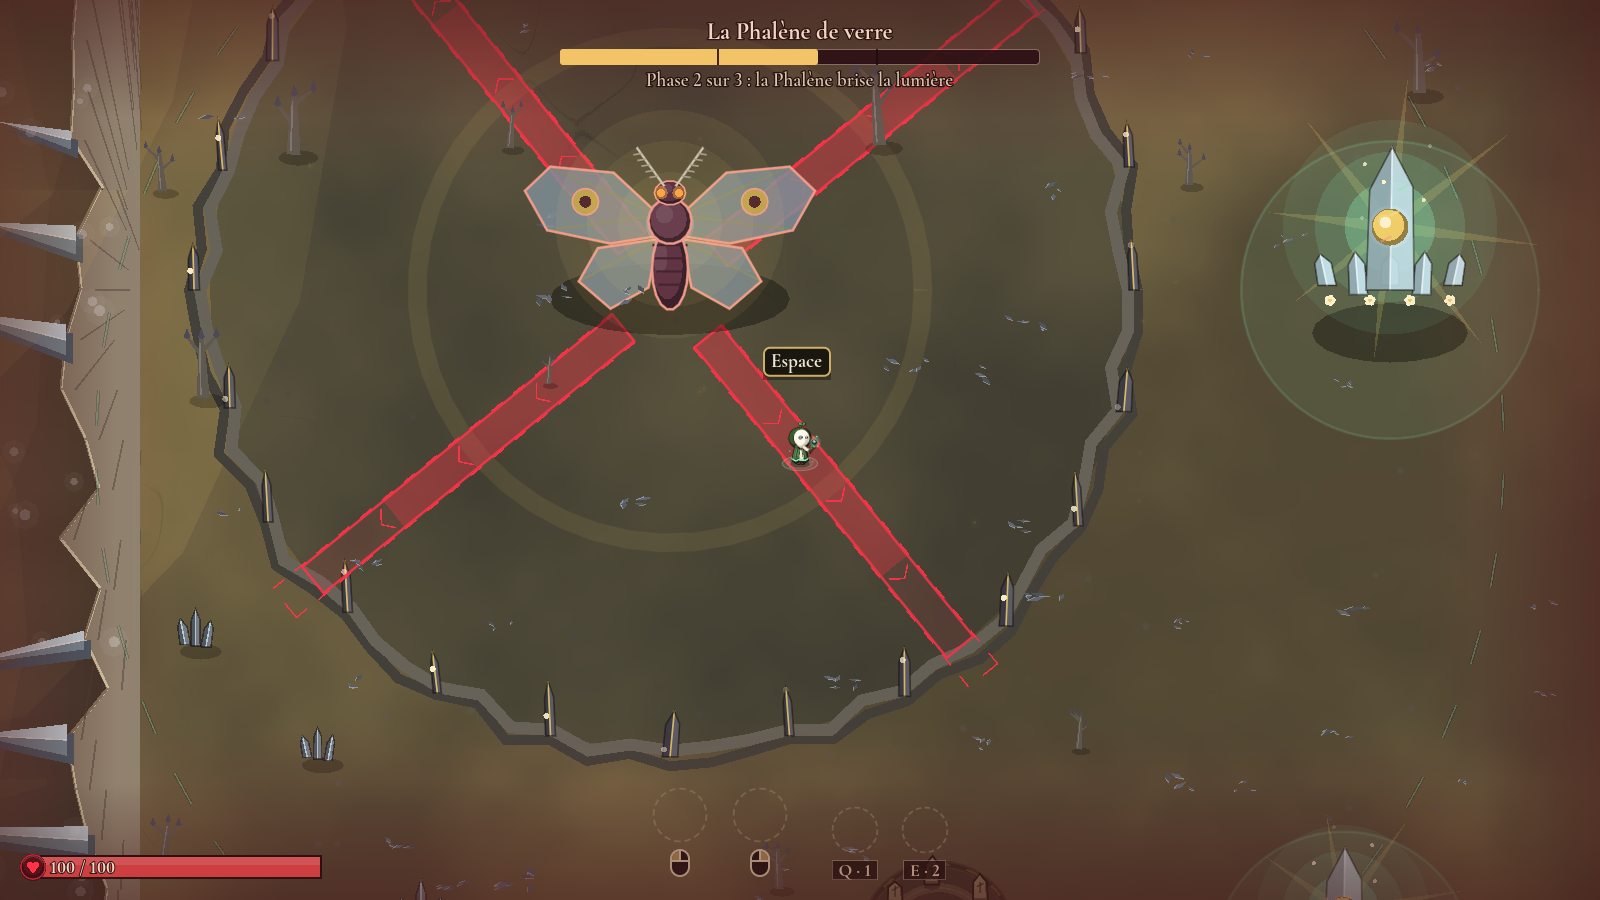 La Phalène de verre
Phase 2 sur 3 : la Phalène brise la lumière
Espace
100 / 100
Q · 1
E · 2